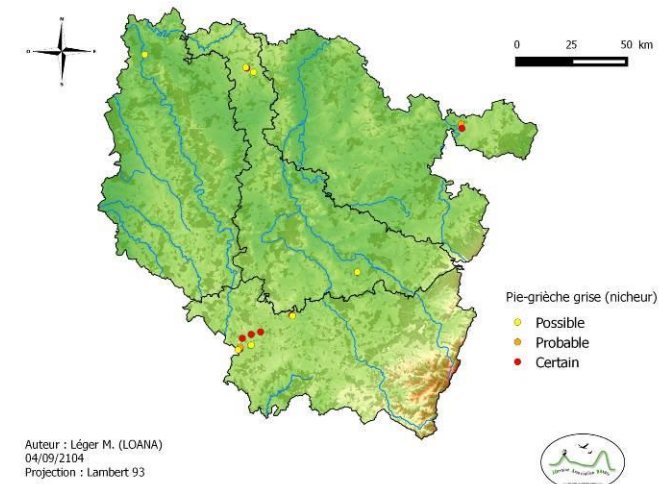 N
0 25 50 km
Pie-grièche grise (nicheur)
Possible
Probable
Certain
Auteur : Léger M. (LOANA)
04/09/2104
Projection : Lambert 93